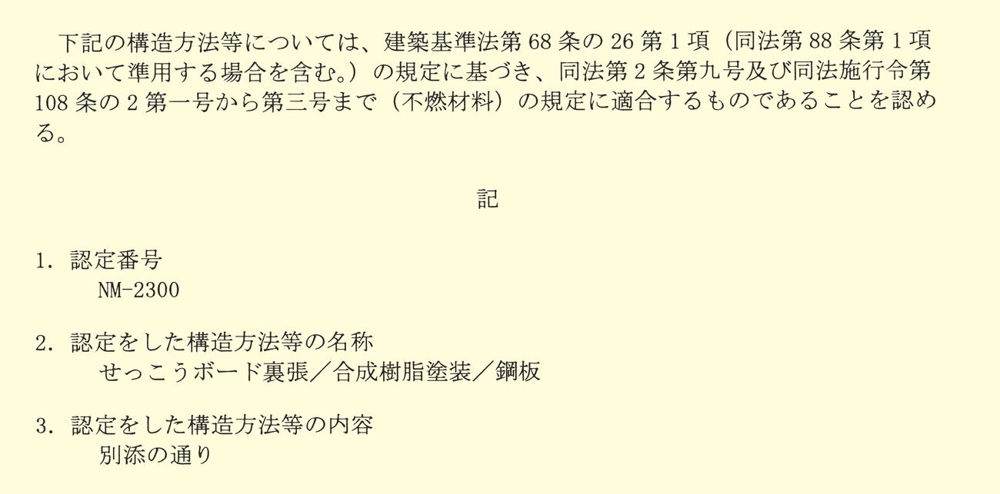 下記の構造方法等については、建築基準法第 68 条の 26 第 1 項（同法第 88 条第 1 項
において準用する場合を含む。）の規定に基づき、同法第 2 条第九号及び同法施行令第
108 条の 2 第一号から第三号まで（不燃材料）の規定に適合するものであることを認め
る。
記
1. 認定番号
NM-2300
2. 認定をした構造方法等の名称
せっこうボード裏張／合成樹脂塗装／鋼板
3. 認定をした構造方法等の内容
別添の通り